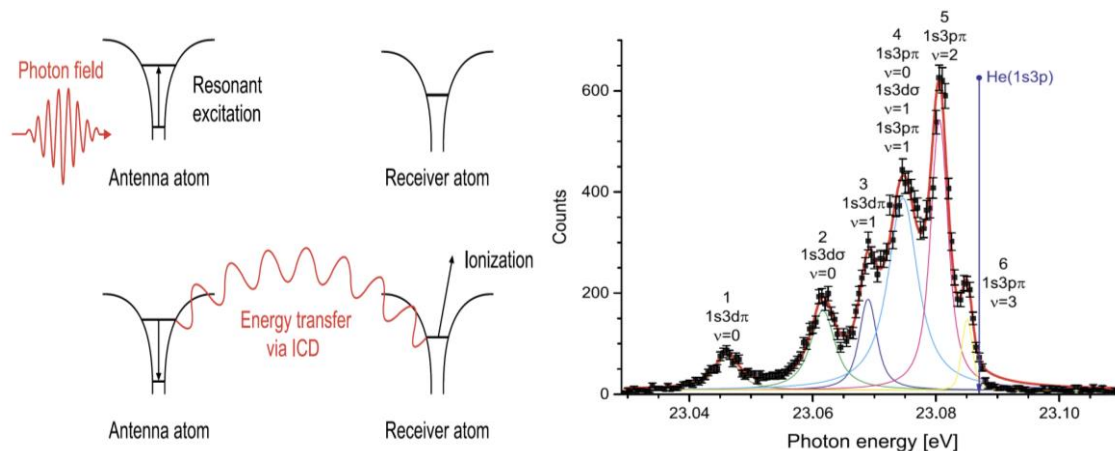 Photon field
Resonant
excitation
Antenna atom
Receiver atom
Ionization
Energy transfer
via ICD
Antenna atom
Receiver atom
Counts
600
400
200
0
23.04
23.06
23.08
23.10
Photon energy [eV]
1
1s3dπ
ν=0
2
1s3dσ
ν=0
3
1s3dπ
ν=1
4
1s3pπ
ν=0
1s3dσ
ν=1
1s3pπ
ν=1
5
1s3pπ
ν=2
He(1s3p)
6
1s3pπ
ν=3